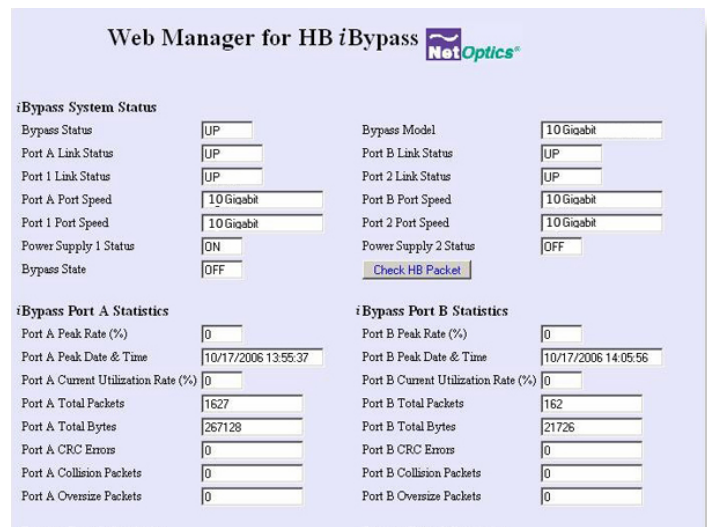 Web Manager for HB iBypass NetOptics®
iBypass System Status
Bypass Status UP Bypass Model 10 Gigabit
Port A Link Status UP Port B Link Status UP
Port 1 Link Status UP Port 2 Link Status UP
Port A Port Speed 10 Gigabit Port B Port Speed 10 Gigabit
Port 1 Port Speed 10 Gigabit Port 2 Port Speed 10 Gigabit
Power Supply 1 Status ON Power Supply 2 Status OFF
Bypass State OFF Check HB Packet
iBypass Port A Statistics iBypass Port B Statistics
Port A Peak Rate (%) 0 Port B Peak Rate (%) 0
Port A Peak Date & Time 10/17/2006 13:55:37 Port B Peak Date & Time 10/17/2006 14:05:56
Port A Current Utilization Rate (%) 0 Port B Current Utilization Rate (%) 0
Port A Total Packets 1627 Port B Total Packets 162
Port A Total Bytes 267128 Port B Total Bytes 21726
Port A CRC Errors 0 Port B CRC Errors 0
Port A Collision Packets 0 Port B Collision Packets 0
Port A Oversize Packets 0 Port B Oversize Packets 0